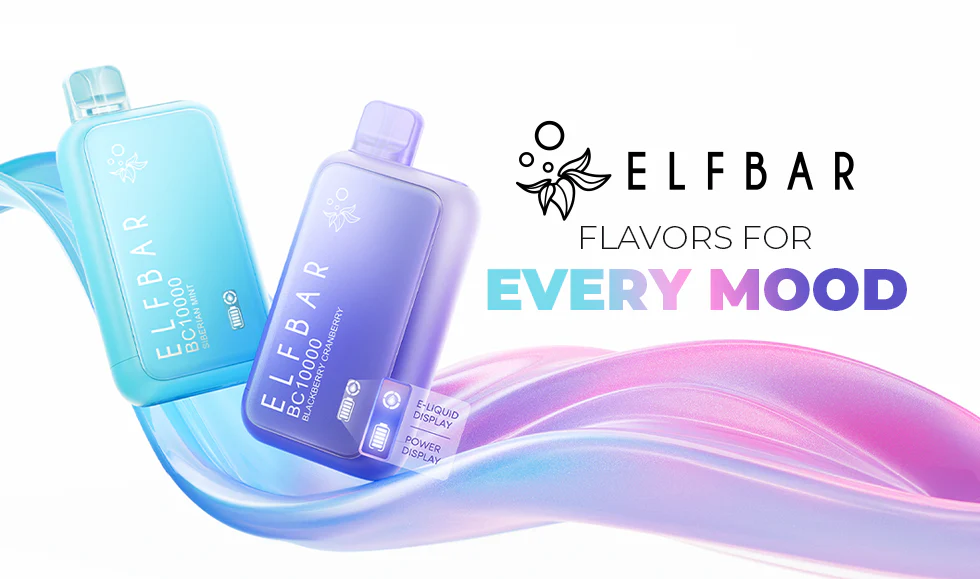 ELFBAR
BC10000
SIBERIAN MINT
ELFBAR
BC10000
BLACKBERRY CRANBERRY
E-LIQUID
DISPLAY
POWER
DISPLAY
ELFBAR
FLAVORS FOR
EVERY MOOD